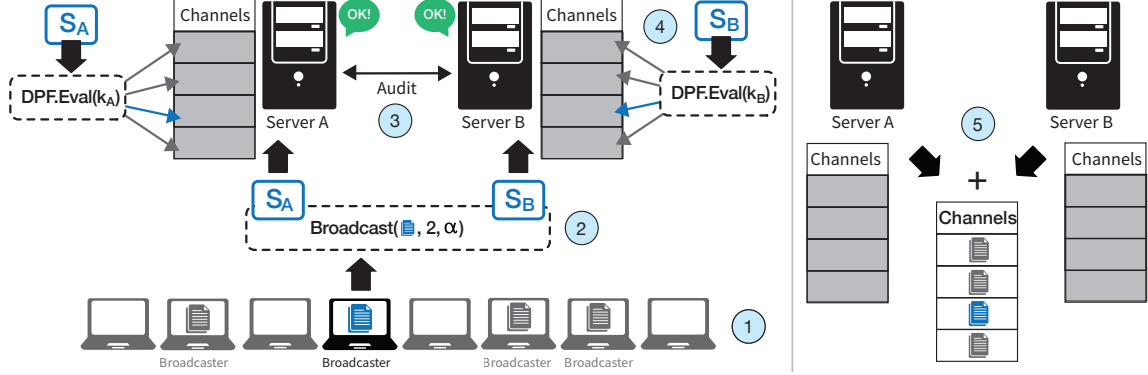 SA
Channels
OK!
OK!
Channels
4
SB
DPF.Eval(kA)
Audit
DPF.Eval(kB)
Server A
3
Server B
SA
SB
Broadcast( , 2, α)
2
1
Broadcaster
Broadcaster
Broadcaster
Broadcaster
Server A
5
Server B
Channels
+
Channels
Channels